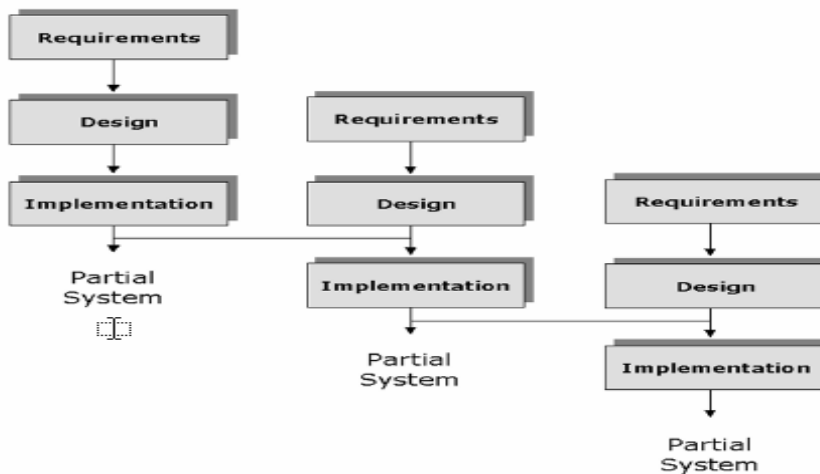 Requirements
Design
Implementation
Partial
System
Requirements
Design
Implementation
Partial
System
Requirements
Design
Implementation
Partial
System